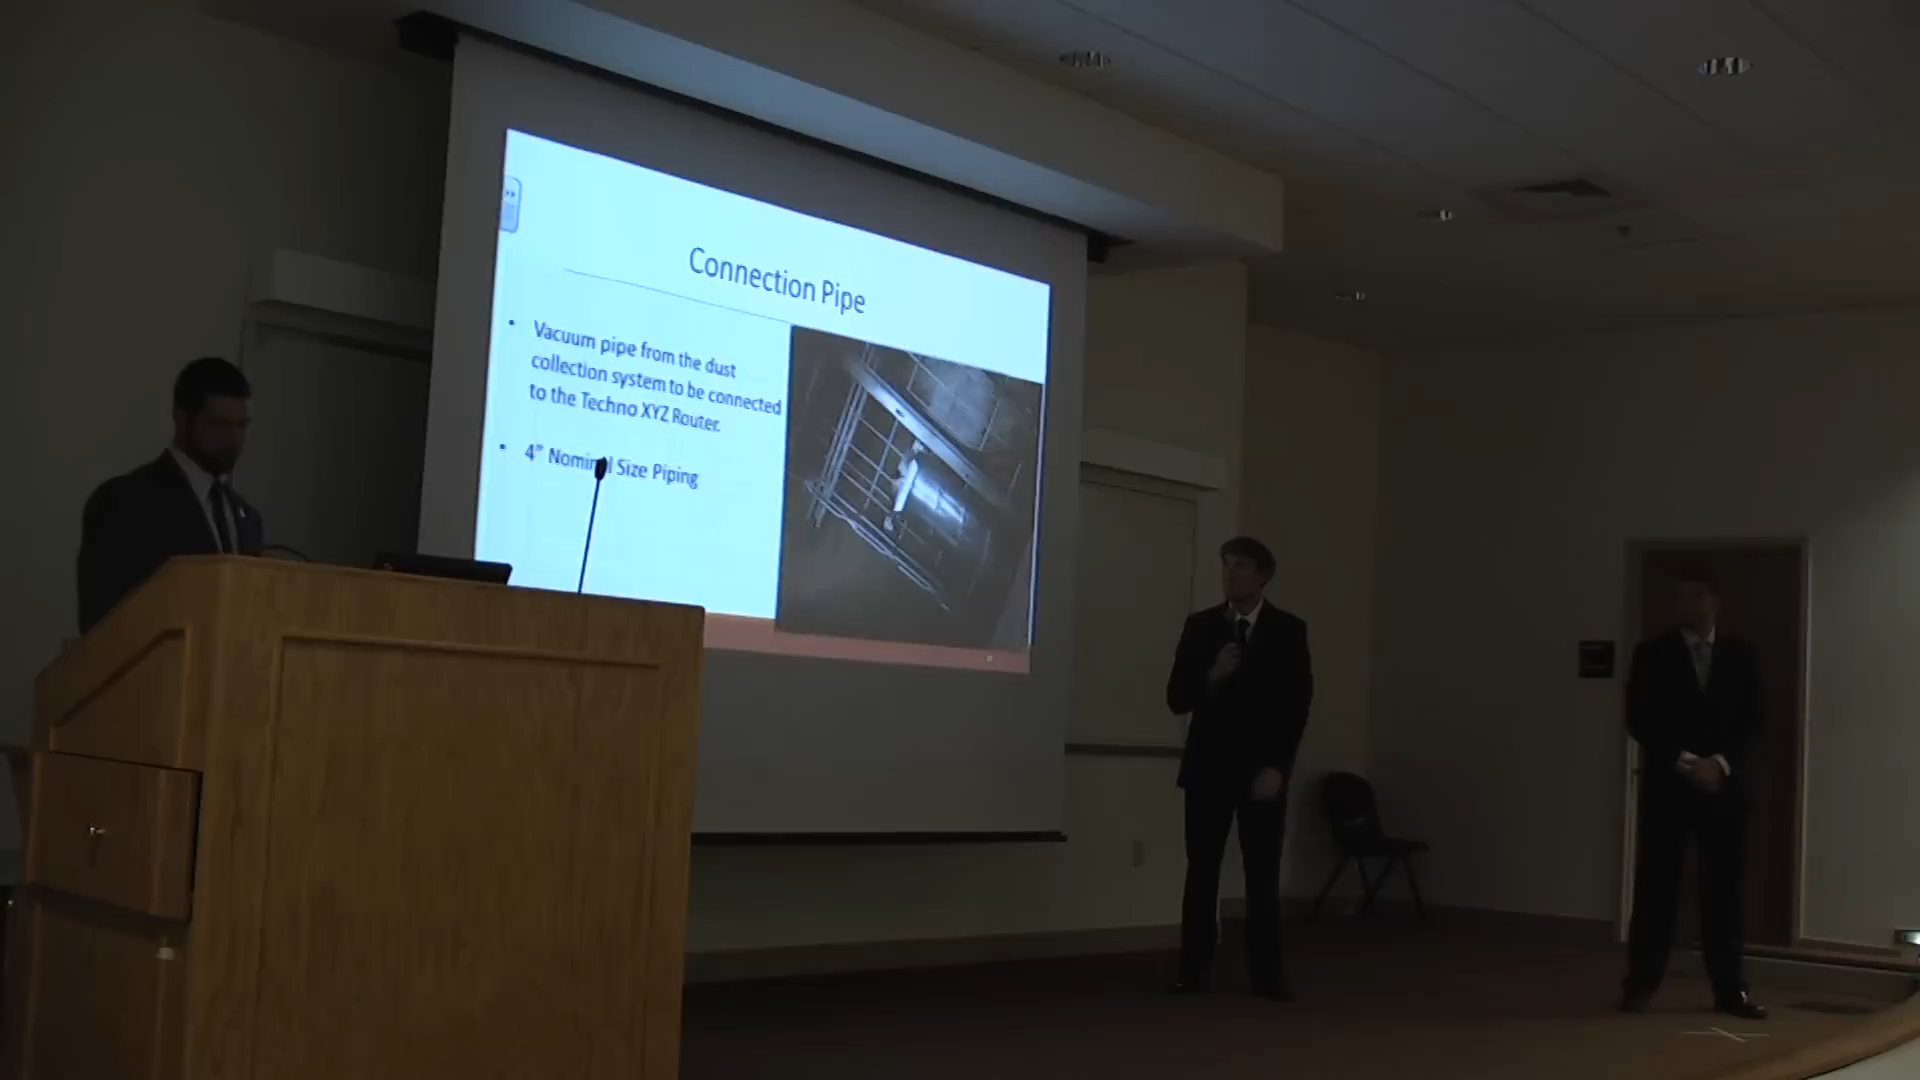 Connection Pipe
• Vacuum pipe from the dust
collection system to be connected
to the Techno XYZ Router.
• 4" Nominal Size Piping